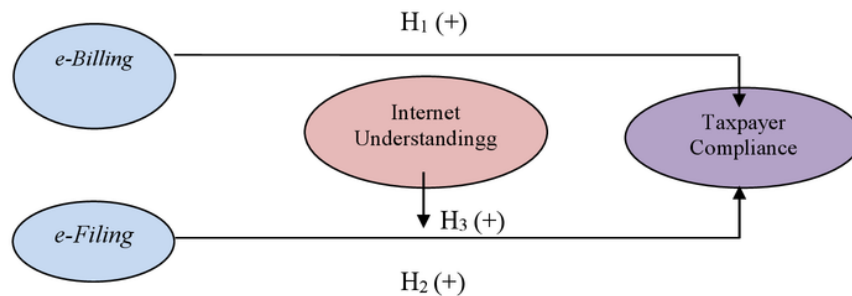 H₁ (+)
e-Billing
Internet
Understandingg
Taxpayer
Compliance
H₃ (+)
e-Filing
H₂ (+)